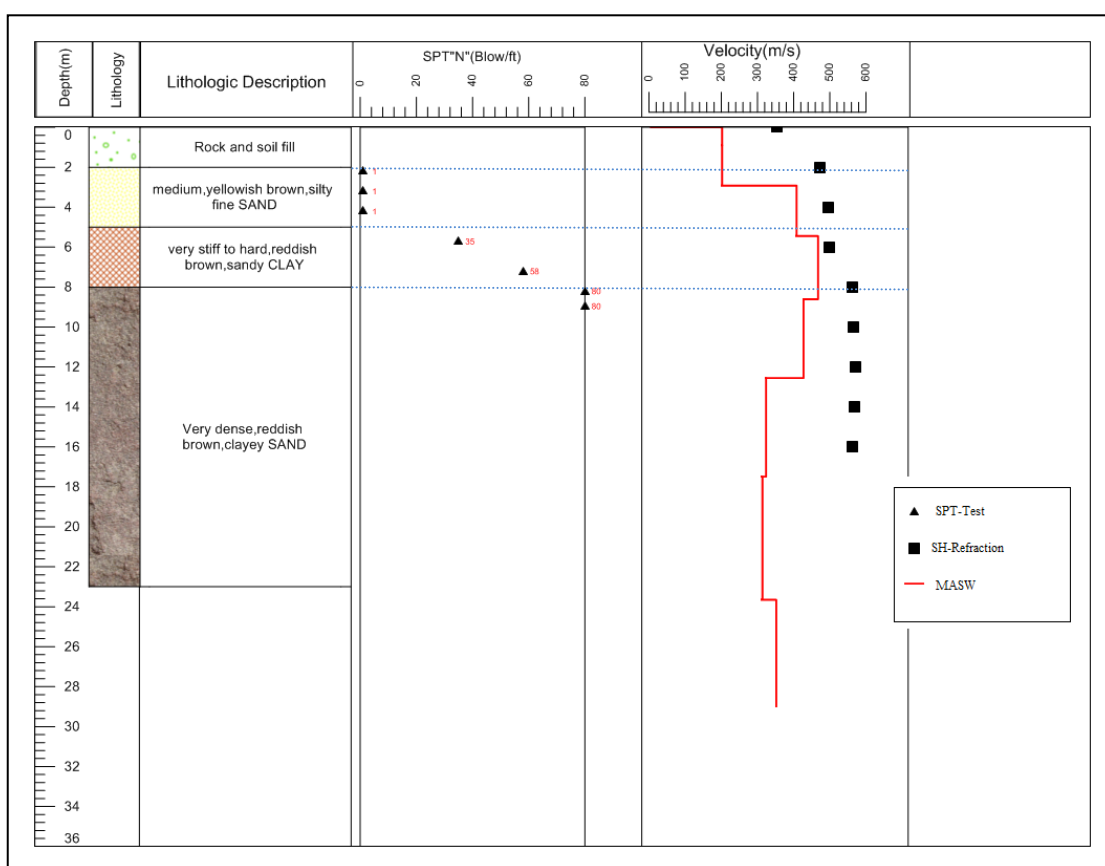 Depth(m)
Lithology
Lithologic Description
SPT"N"(Blow/ft)
0
40
80
Velocity(m/s)
0
100
200
300
400
500
600
0
2
4
6
8
10
12
14
16
18
20
22
24
26
28
30
32
34
36
Rock and soil fill
medium,yellowish brown,silty
fine SAND
very stiff to hard,reddish
brown,sandy CLAY
Very dense,reddish
brown,clayey SAND
1
1
1
35
58
80
80
SPT-Test
SH-Refraction
MASW